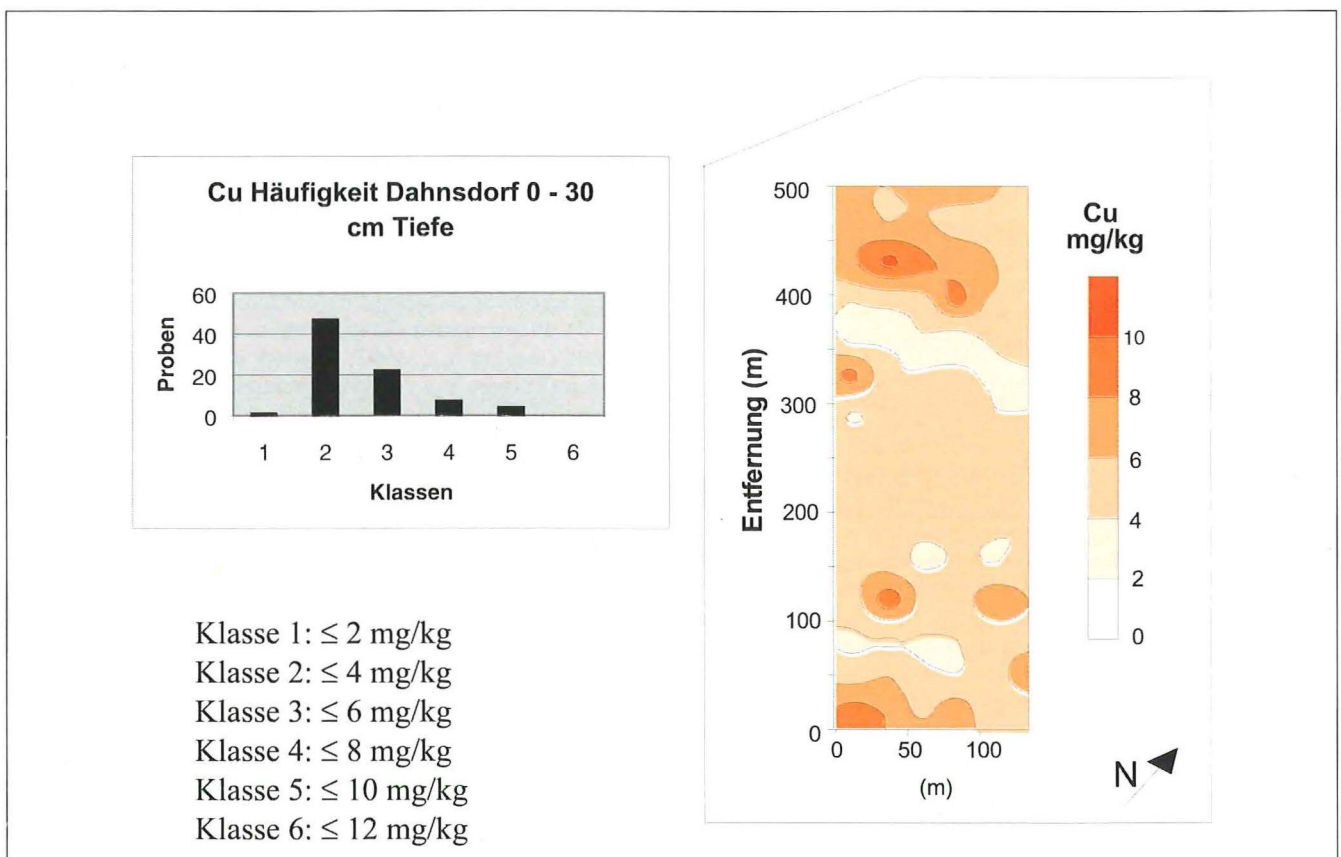 Cu Häufigkeit Dahnsdorf 0 - 30
cm Tiefe
Proben
60
40
20
0
1 2 3 4 5 6
Klassen
Klasse 1: ≤ 2 mg/kg
Klasse 2: ≤ 4 mg/kg
Klasse 3: ≤ 6 mg/kg
Klasse 4: ≤ 8 mg/kg
Klasse 5: ≤ 10 mg/kg
Klasse 6: ≤ 12 mg/kg
Entfernung (m)
500
400
300
200
100
0
0 50 100
(m)
Cu
mg/kg
10
8
6
4
2
0
N